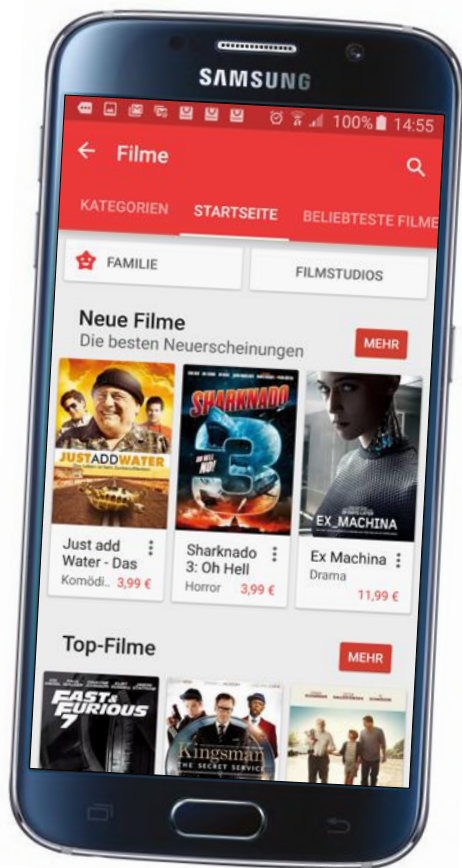 SAMSUNG
100% 14:55
Filme
KATEGORIEN STARTSEITE BELIEBTESTE FILME
FAMILIE FILMSTUDIOS
Neue Filme
MEHR
Die besten Neuerscheinungen
JUST ADD WATER
SHARKNADO
OH HELL
NO!
3
EX_MACHINA
Just add
Water - Das
Komödi.. 3,99 €
Sharknado
3: Oh Hell
Horror 3,99 €
Ex Machina
Drama
11,99 €
Top-Filme
MEHR
FAST &
FURIOUS
7
Kingsman
THE SECRET SERVICE